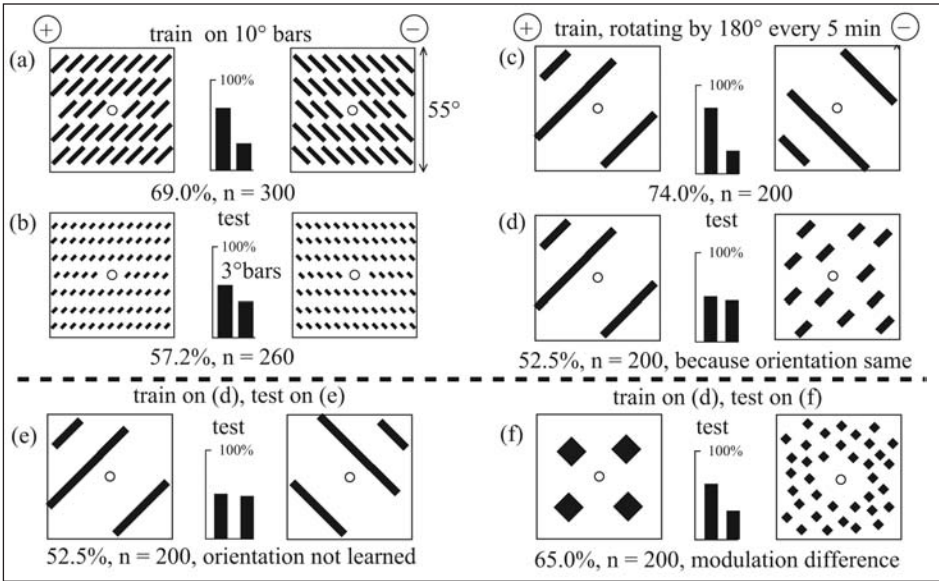 + train on 10° bars −
(a)
100%
55°
69.0%, n = 300
(b)
test
100%
3°bars
57.2%, n = 260
+ train, rotating by 180° every 5 min −
(c)
100%
74.0%, n = 200
(d)
test
100%
52.5%, n = 200, because orientation same
train on (d), test on (e)
(e)
test
100%
52.5%, n = 200, orientation not learned
train on (d), test on (f)
(f)
test
100%
65.0%, n = 200, modulation difference